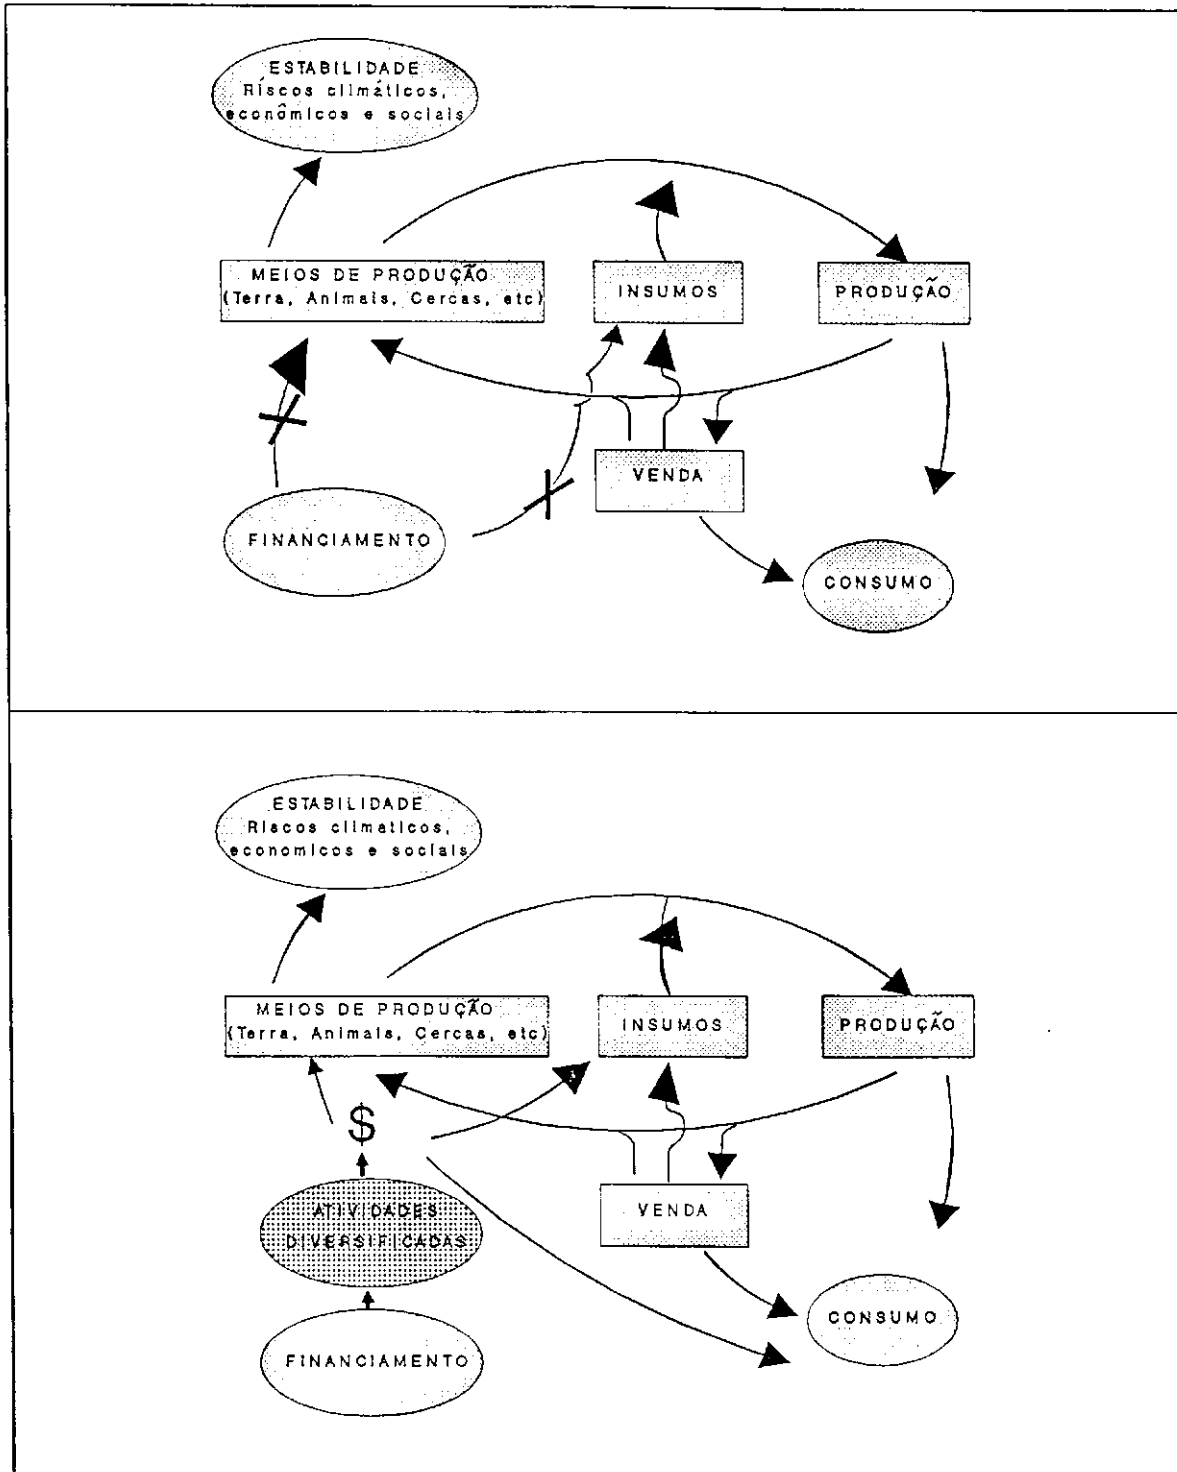 ESTABILIDADE
Riscos climáticos,
econômicos e sociais
MEIOS DE PRODUÇÃO
(Terra, Animais, Cercas, etc)
INSUMOS
PRODUÇÃO
VENDA
FINANCIAMENTO
CONSUMO
ESTABILIDADE
Riscos climaticos,
economicos e sociais
MEIOS DE PRODUÇÃO
(Terra, Animais, Cercas, etc)
INSUMOS
PRODUÇÃO
$
ATIVIDADES
DIVERSIFICADAS
VENDA
CONSUMO
FINANCIAMENTO